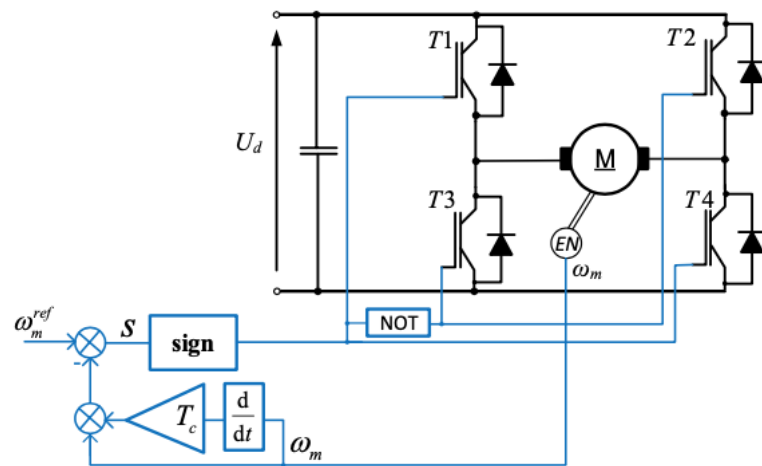 T1
T2
U_d
M
T3
T4
EN
ω_m
ω_m^ref
S
sign
NOT
-
T_c
d
dt
ω_m